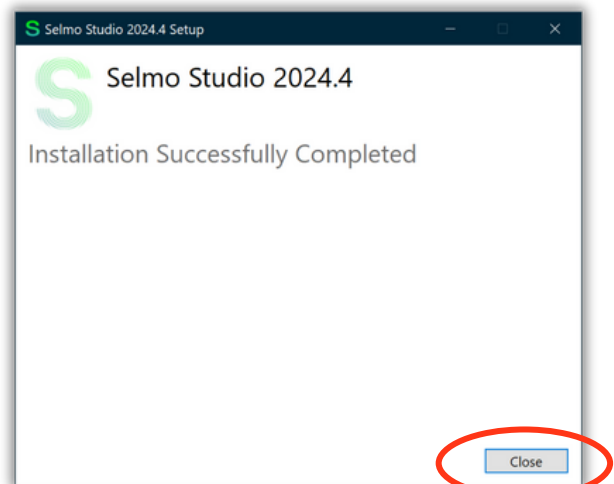 Selmo Studio 2024.4 Setup
Selmo Studio 2024.4
Installation Successfully Completed
Close